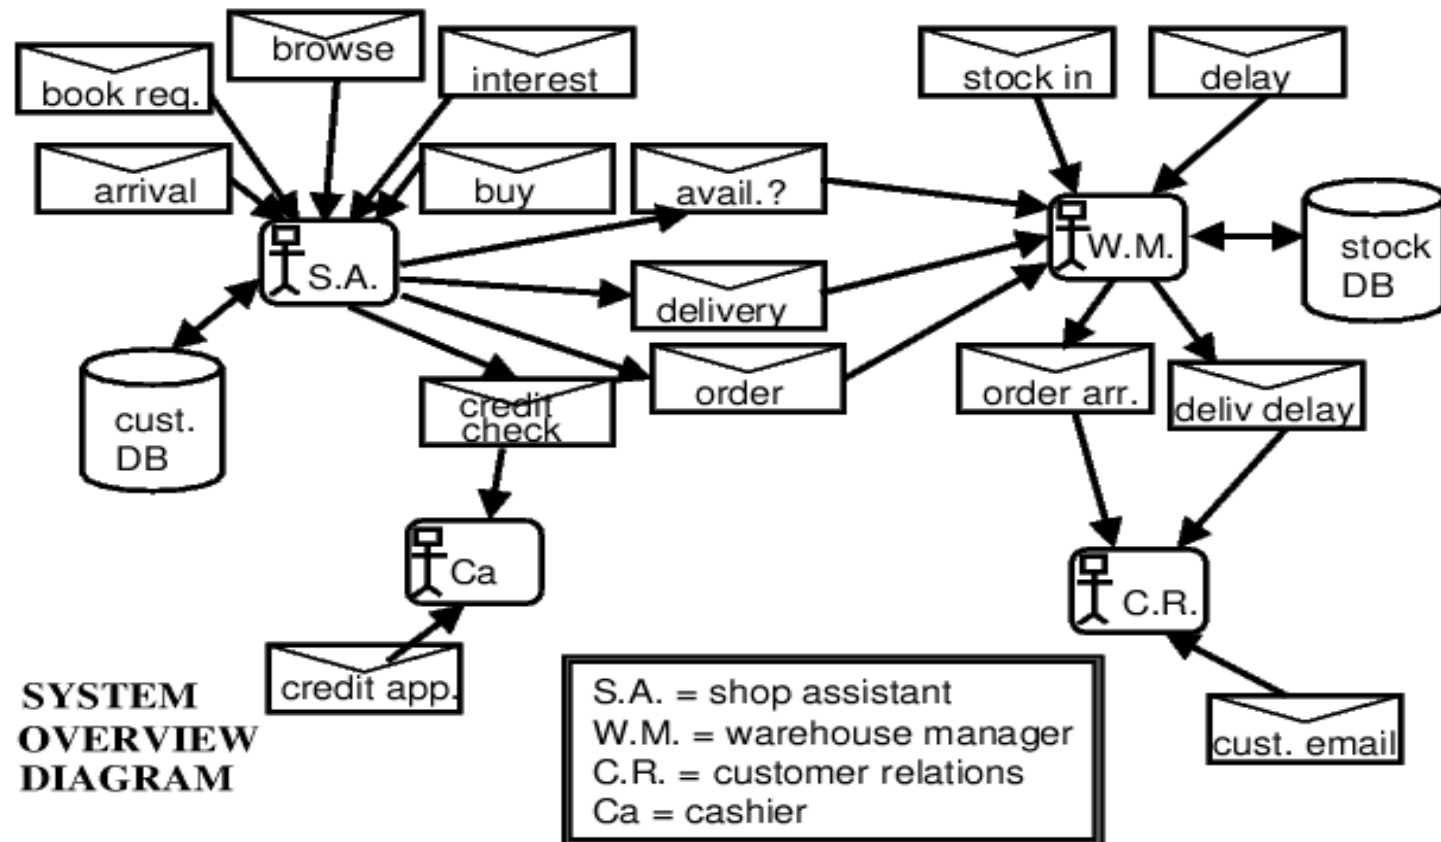 browse
book req.
interest
stock in
delay
arrival
buy
avail.?
S.A.
W.M.
stock
DB
delivery
cust.
DB
credit
check
order
order arr.
deliv delay
Ca
C.R.
credit app.
cust. email
SYSTEM
OVERVIEW
DIAGRAM
S.A. = shop assistant
W.M. = warehouse manager
C.R. = customer relations
Ca = cashier